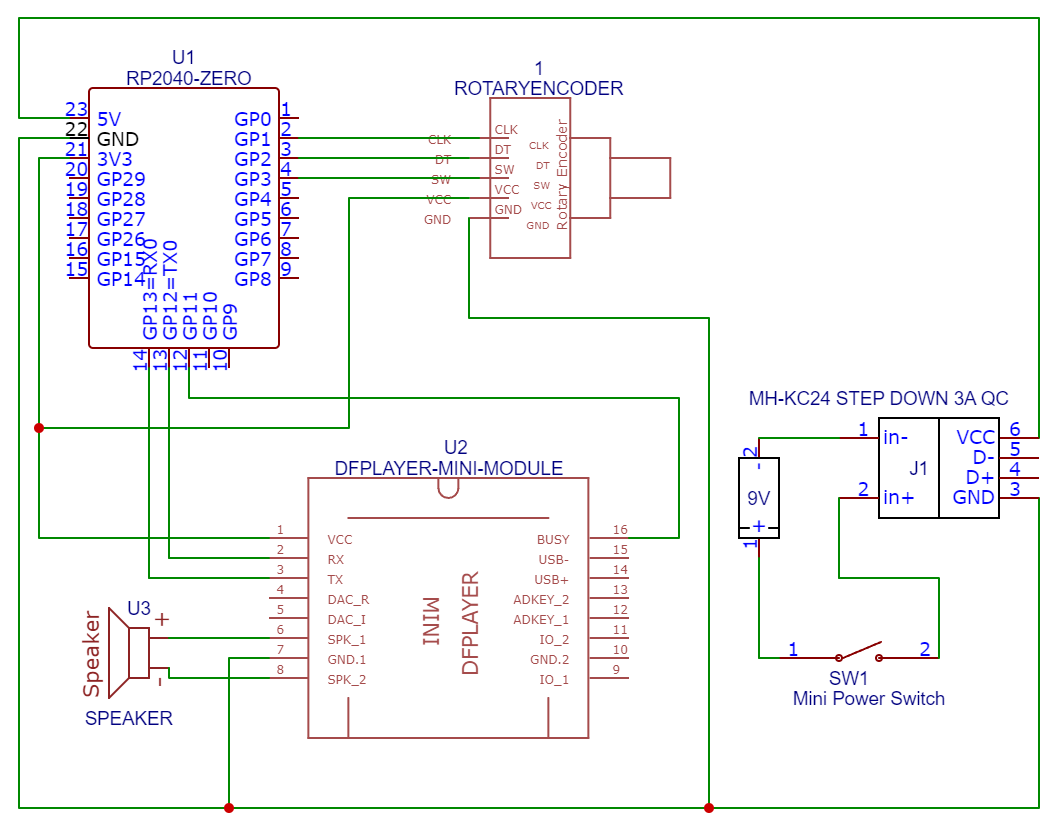 U1
RP2040-ZERO
23
22
21
20
19
18
17
16
15
5V
GND
3V3
GP29
GP28
GP27
GP26
GP15
GP14
GP0
GP1
GP2
GP3
GP4
GP5
GP6
GP7
GP8
1
2
3
4
5
6
7
8
9
GP13=RX0
GP12=TX0
GP11
GP10
GP9
14
13
12
11
10
1
ROTARYENCODER
CLK
DT
SW
VCC
GND
CLK
DT
SW
VCC
GND
CLK
DT
SW
VCC
GND
Rotary Encoder
MH-KC24 STEP DOWN 3A QC
1
2
in-
in+
J1
VCC
D-
D+
GND
6
5
4
3
2
-
9V
+
1
1
2
SW1
Mini Power Switch
U2
DFPLAYER-MINI-MODULE
1
2
3
4
5
6
7
8
VCC
RX
TX
DAC_R
DAC_I
SPK_1
GND.1
SPK_2
MINI
DFPLAYER
BUSY
USB-
USB+
ADKEY_2
ADKEY_1
IO_2
GND.2
IO_1
16
15
14
13
12
11
10
9
U3
+
-
Speaker
SPEAKER